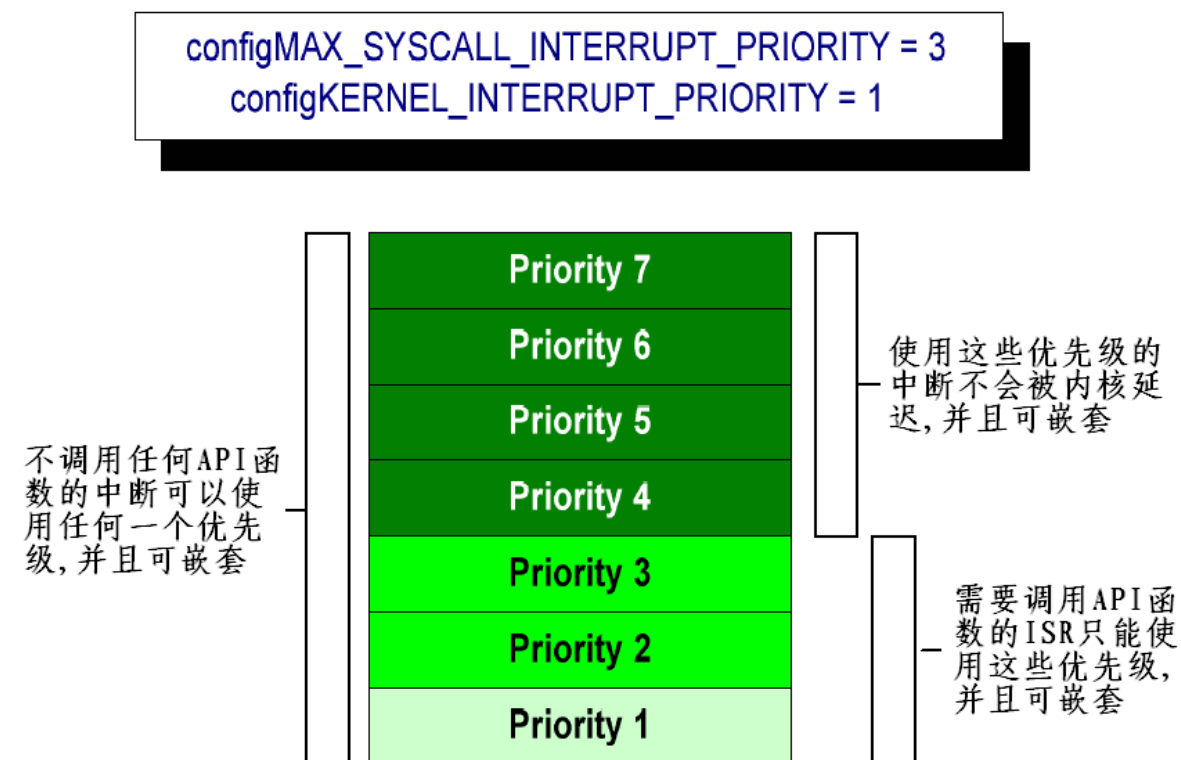 configMAX_SYSCALL_INTERRUPT_PRIORITY = 3
configKERNEL_INTERRUPT_PRIORITY = 1
Priority 7
Priority 6
Priority 5
Priority 4
Priority 3
Priority 2
Priority 1
使用这些优先级的
中断不会被内核延
迟,并且可嵌套
不调用任何API函
数的中断可以使
用任何一个优先
级,并且可嵌套
需要调用API函
数的ISR只能使
用这些优先级,
并且可嵌套